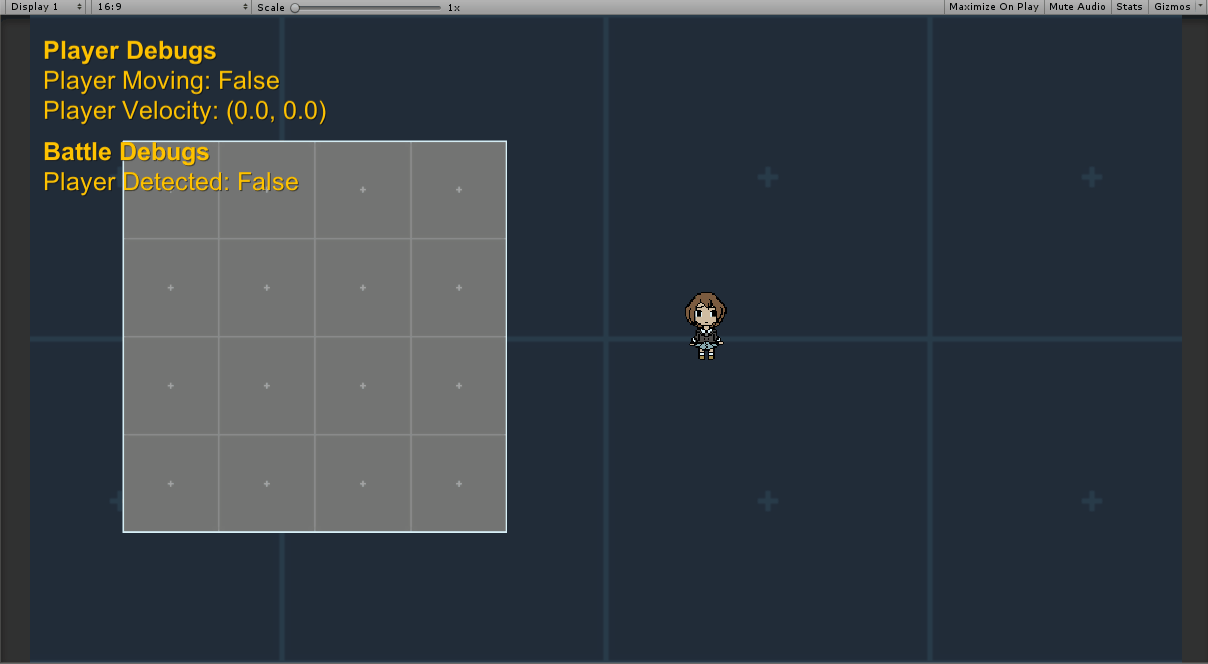 Display 1 16:9 Scale 1x Maximize On Play Mute Audio Stats Gizmos
Player Debugs
Player Moving: False
Player Velocity: (0.0, 0.0)
Battle Debugs
Player Detected: False